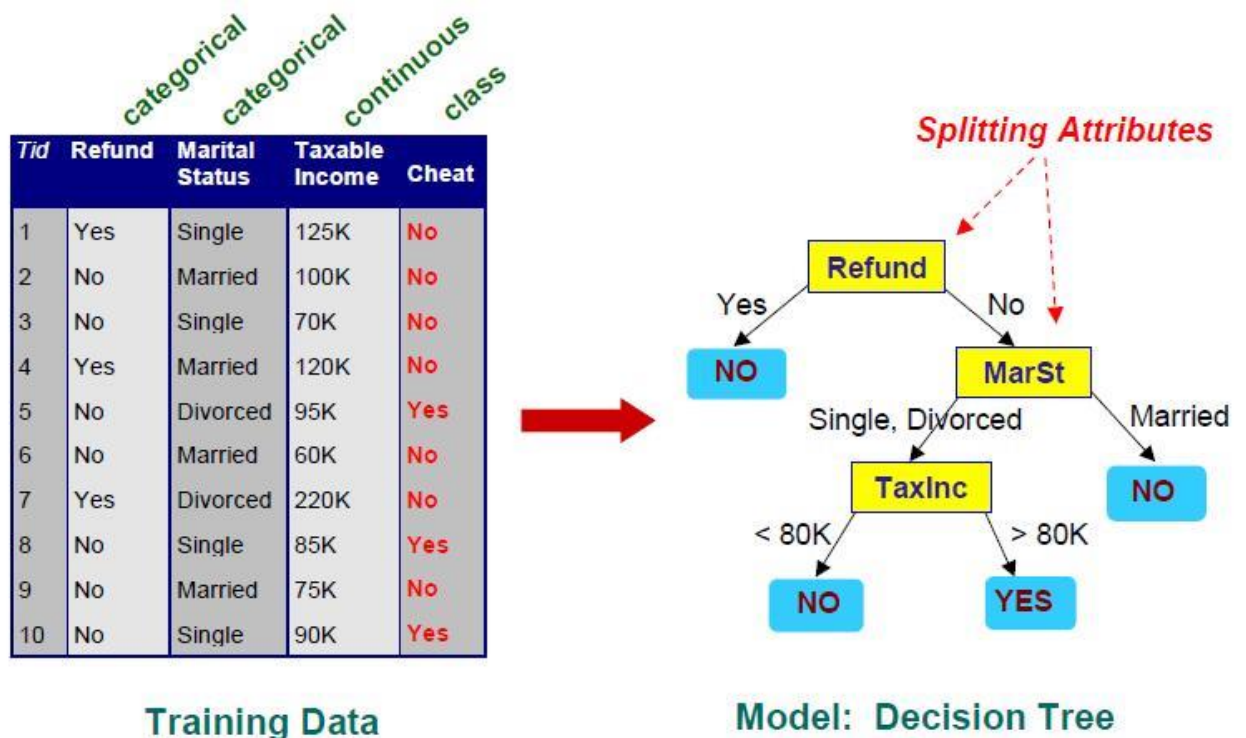 categorical
categorical
continuous
class
Tid Refund Marital Status Taxable Income Cheat
1 Yes Single 125K No
2 No Married 100K No
3 No Single 70K No
4 Yes Married 120K No
5 No Divorced 95K Yes
6 No Married 60K No
7 Yes Divorced 220K No
8 No Single 85K Yes
9 No Married 75K No
10 No Single 90K Yes
Training Data
Splitting Attributes
Refund
Yes No
NO MarSt
Single, Divorced Married
TaxInc NO
< 80K > 80K
NO YES
Model: Decision Tree